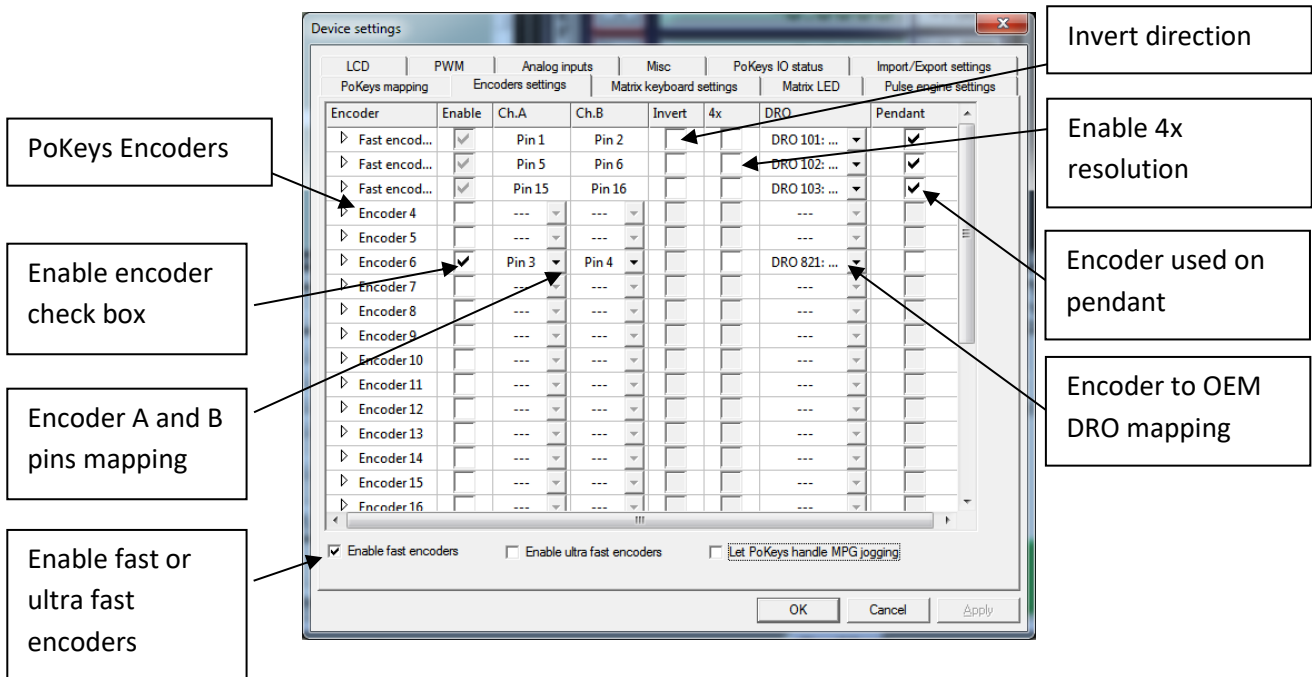 Device settings
LCD PWM Analog inputs Misc PoKeys IO status Import/Export settings
PoKeys mapping Encoders settings Matrix keyboard settings Matrix LED Pulse engine settings
Encoder Enable Ch.A Ch.B Invert 4x DRO Pendant
Fast encod... Pin 1 Pin 2 DRO 101: ...
Fast encod... Pin 5 Pin 6 DRO 102: ...
Fast encod... Pin 15 Pin 16 DRO 103: ...
Encoder 4 --- --- ---
Encoder 5 --- --- ---
Encoder 6 Pin 3 Pin 4 DRO 821: ...
Encoder 7 --- --- ---
Encoder 8 --- --- ---
Encoder 9 --- --- ---
Encoder 10 --- --- ---
Encoder 11 --- --- ---
Encoder 12 --- --- ---
Encoder 13 --- --- ---
Encoder 14 --- --- ---
Encoder 15 --- --- ---
Encoder 16 --- --- ---
Enable fast encoders Enable ultra fast encoders Let PoKeys handle MPG jogging
OK Cancel Apply
PoKeys Encoders
Enable encoder
check box
Encoder A and B
pins mapping
Enable fast or
ultra fast
encoders
Invert direction
Enable 4x
resolution
Encoder used on
pendant
Encoder to OEM
DRO mapping